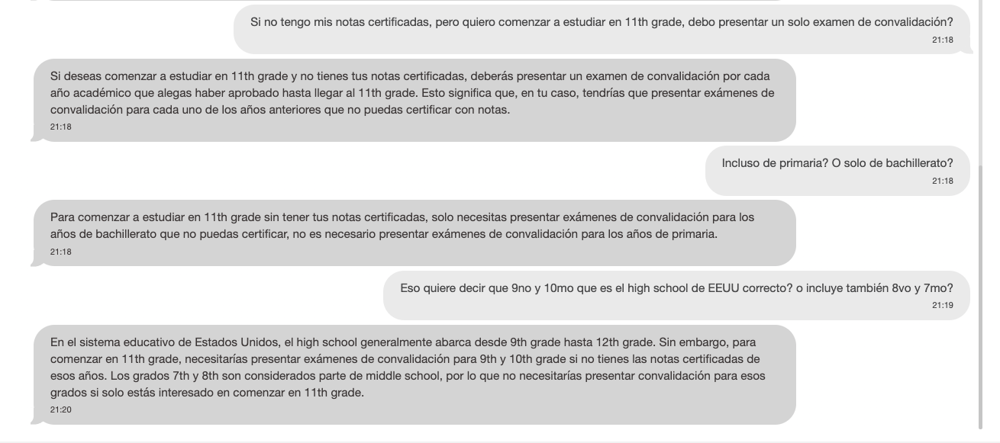 Si no tengo mis notas certificadas, pero quiero comenzar a estudiar en 11th grade, debo presentar un solo examen de convalidación?
21:18
Si deseas comenzar a estudiar en 11th grade y no tienes tus notas certificadas, deberás presentar un examen de convalidación por cada
año académico que alegas haber aprobado hasta llegar al 11th grade. Esto significa que, en tu caso, tendrías que presentar exámenes de
convalidación para cada uno de los años anteriores que no puedas certificar con notas.
21:18
Incluso de primaria? O solo de bachillerato?
21:18
Para comenzar a estudiar en 11th grade sin tener tus notas certificadas, solo necesitas presentar exámenes de convalidación para los
años de bachillerato que no puedas certificar, no es necesario presentar exámenes de convalidación para los años de primaria.
21:18
Eso quiere decir que 9no y 10mo que es el high school de EEUU correcto? o incluye también 8vo y 7mo?
21:19
En el sistema educativo de Estados Unidos, el high school generalmente abarca desde 9th grade hasta 12th grade. Sin embargo, para
comenzar en 11th grade, necesitarías presentar exámenes de convalidación para 9th y 10th grade si no tienes las notas certificadas de
esos años. Los grados 7th y 8th son considerados parte de middle school, por lo que no necesitarías presentar convalidación para esos
grados si solo estás interesado en comenzar en 11th grade.
21:20